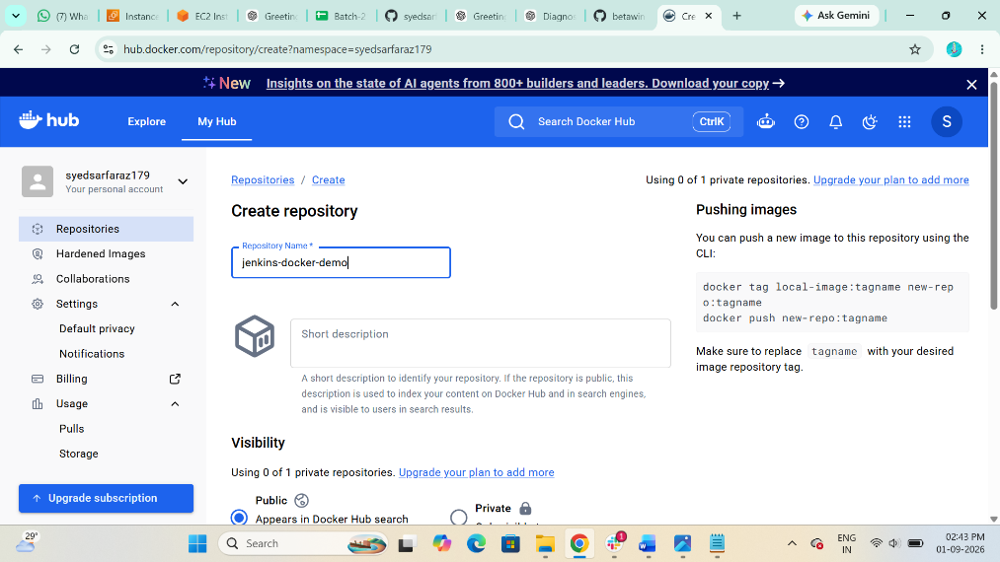 (7) Wha
Instance
EC2 Inst
Greeting
Batch-2
syedsar
Greeting
Diagno
betawin
Cre
Ask Gemini
hub.docker.com/repository/create?namespace=syedsarfaraz179
New Insights on the state of AI agents from 800+ builders and leaders. Download your copy →
hub
Explore
My Hub
Search Docker Hub
CtrlK
S
syedsarfaraz179
Your personal account
Repositories
Hardened Images
Collaborations
Settings
Default privacy
Notifications
Billing
Usage
Pulls
Storage
Upgrade subscription
Repositories / Create
Using 0 of 1 private repositories. Upgrade your plan to add more
Create repository
Repository Name *
jenkins-docker-demo
Short description
A short description to identify your repository. If the repository is public, this
description is used to index your content on Docker Hub and in search engines,
and is visible to users in search results.
Visibility
Using 0 of 1 private repositories. Upgrade your plan to add more
Public
Appears in Docker Hub search
Private
Pushing images
You can push a new image to this repository using the
CLI:
docker tag local-image:tagname new-rep
o:tagname
docker push new-repo:tagname
Make sure to replace tagname with your desired
image repository tag.
29°
Search
1
ENG
IN
02:43 PM
01-09-2026